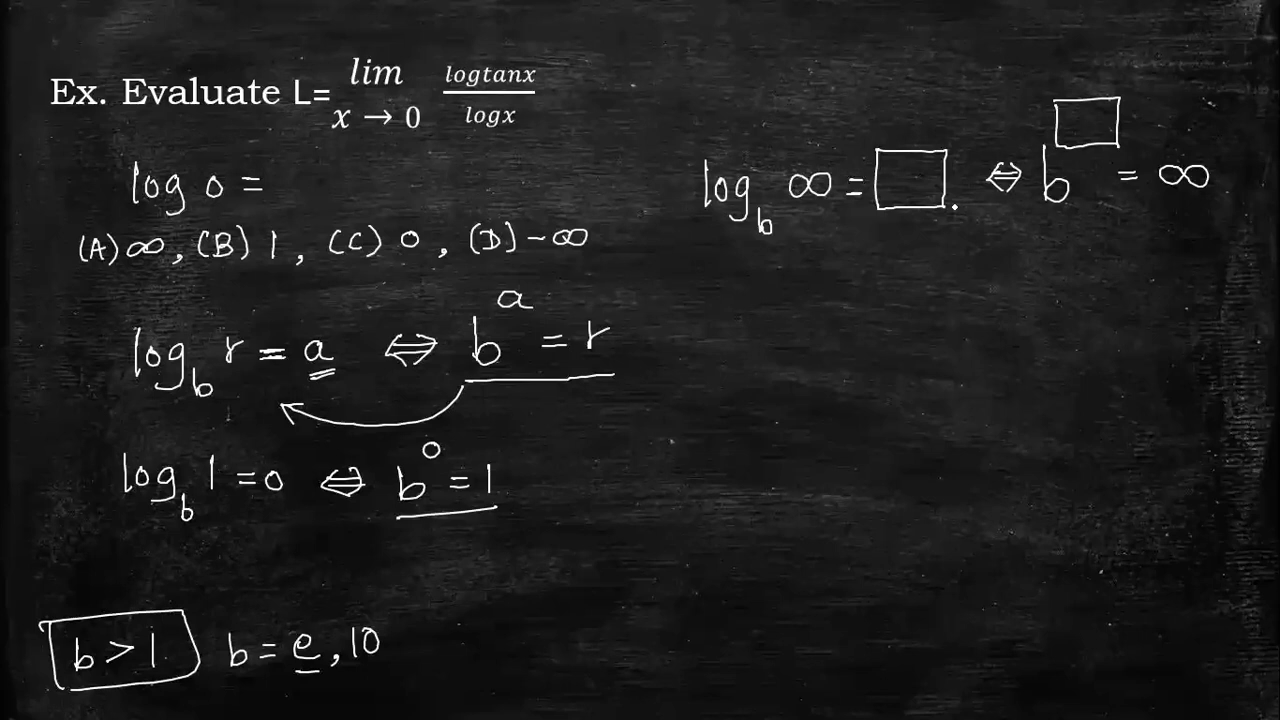 Ex. Evaluate L= lim x → 0 logtanx / logx
log 0 =
(A) ∞, (B) 1, (C) 0, (D) -∞
log_b r = a ⇔ b^a = r
log_b 1 = 0 ⇔ b^0 = 1
b > 1 b = e, 10
log_b ∞ = □. ⇔ b^□ = ∞